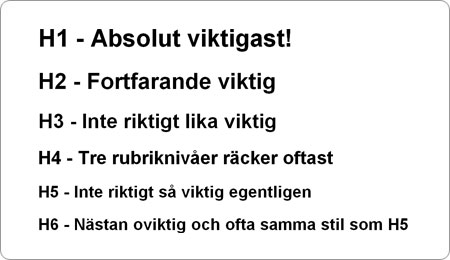 H1 - Absolut viktigast!
H2 - Fortfarande viktig
H3 - Inte riktigt lika viktig
H4 - Tre rubriknivåer räcker oftast
H5 - Inte riktigt så viktig egentligen
H6 - Nästan oviktig och ofta samma stil som H5